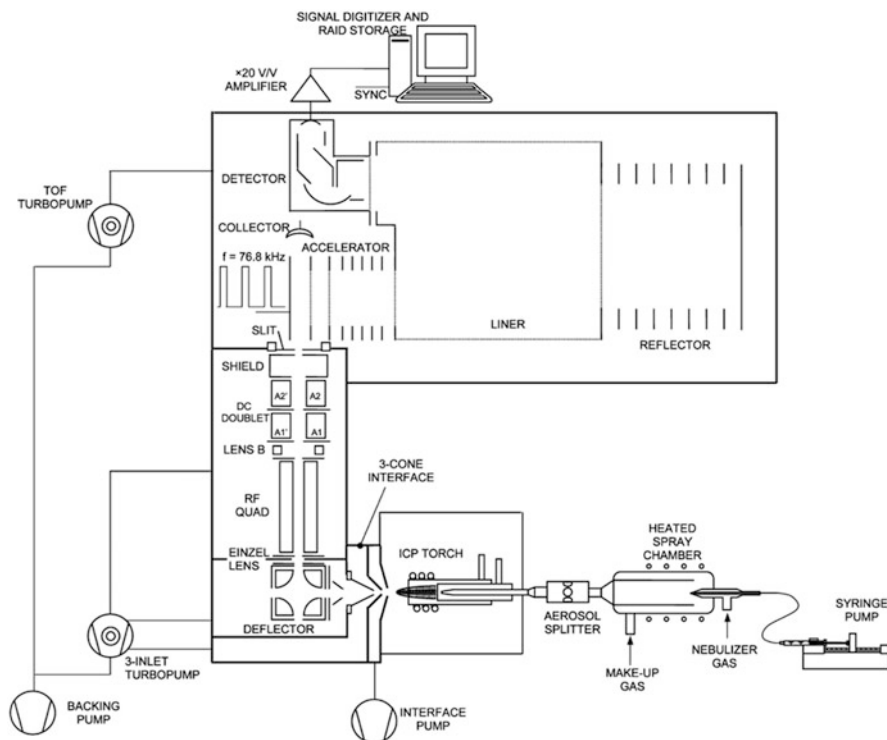 SIGNAL DIGITIZER AND
RAID STORAGE
×20 V/V
AMPLIFIER
SYNC
DETECTOR
TOF
TURBOPUMP
COLLECTOR
ACCELERATOR
f = 76.8 kHz
LINER
SLIT
REFLECTOR
SHIELD
A2'
A2
DC
DOUBLET
A1'
A1
LENS B
3-CONE
INTERFACE
RF
QUAD
HEATED
SPRAY
CHAMBER
EINZEL
LENS
ICP TORCH
SYRINGE
PUMP
AEROSOL
SPLITTER
DEFLECTOR
NEBULIZER
GAS
3-INLET
TURBOPUMP
MAKE-UP
GAS
BACKING
PUMP
INTERFACE
PUMP